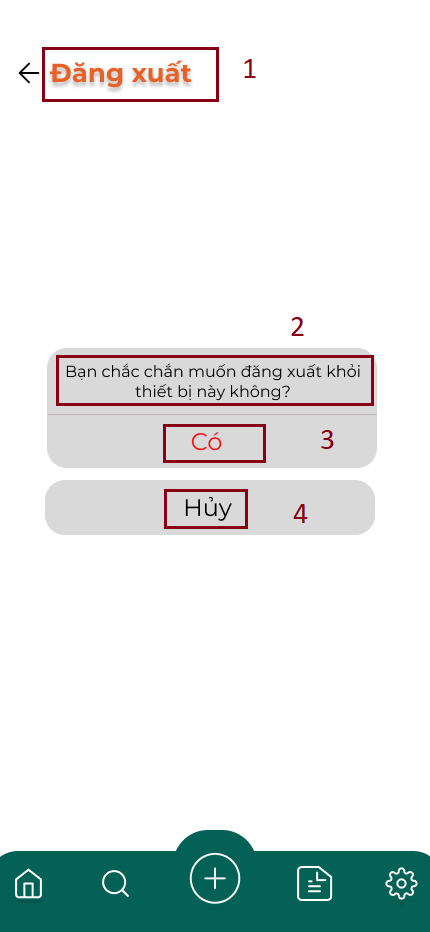 Đăng xuất
1
2
Bạn chắc chắn muốn đăng xuất khỏi
thiết bị này không?
Có
3
Hủy
4